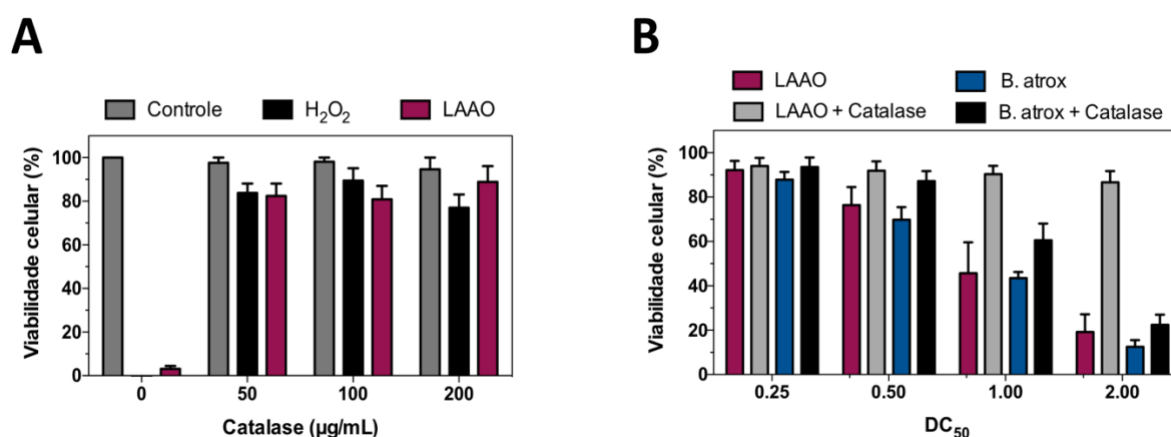 A
Controle H₂O₂ LAAO
Viabilidade celular (%)
100
80
60
40
20
0
0 50 100 200
Catalase (µg/mL)
B
LAAO B. atrox
LAAO + Catalase B. atrox + Catalase
Viabilidade celular (%)
100
80
60
40
20
0
0.25 0.50 1.00 2.00
DC₅₀